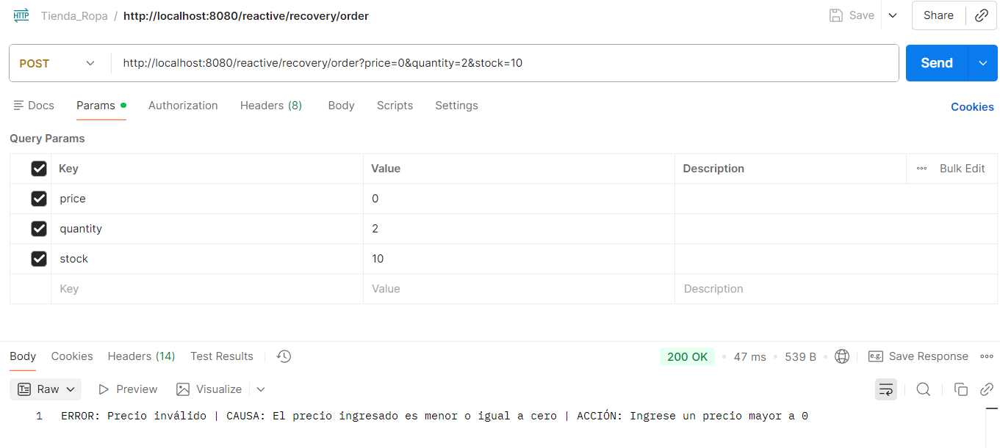 HTTP Tienda_Ropa / http://localhost:8080/reactive/recovery/order Save Share
POST http://localhost:8080/reactive/recovery/order?price=0&quantity=2&stock=10 Send
Docs Params Authorization Headers (8) Body Scripts Settings Cookies
Query Params
Key Value Description Bulk Edit
price 0
quantity 2
stock 10
Key Value Description
Body Cookies Headers (14) Test Results 200 OK 47 ms 539 B e.g. Save Response
Raw Preview Visualize
1 ERROR: Precio inválido | CAUSA: El precio ingresado es menor o igual a cero | ACCIÓN: Ingrese un precio mayor a 0